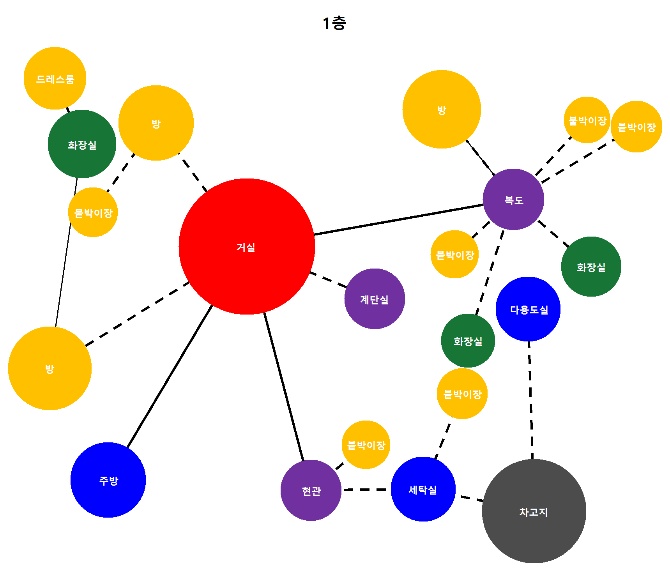 1층
드레스룸
방
방
붙박이장
붙박이장
화장실
복도
붙박이장
거실
붙박이장
화장실
계단실
다용도실
화장실
방
붙박이장
붙박이장
주방
현관
세탁실
차고지